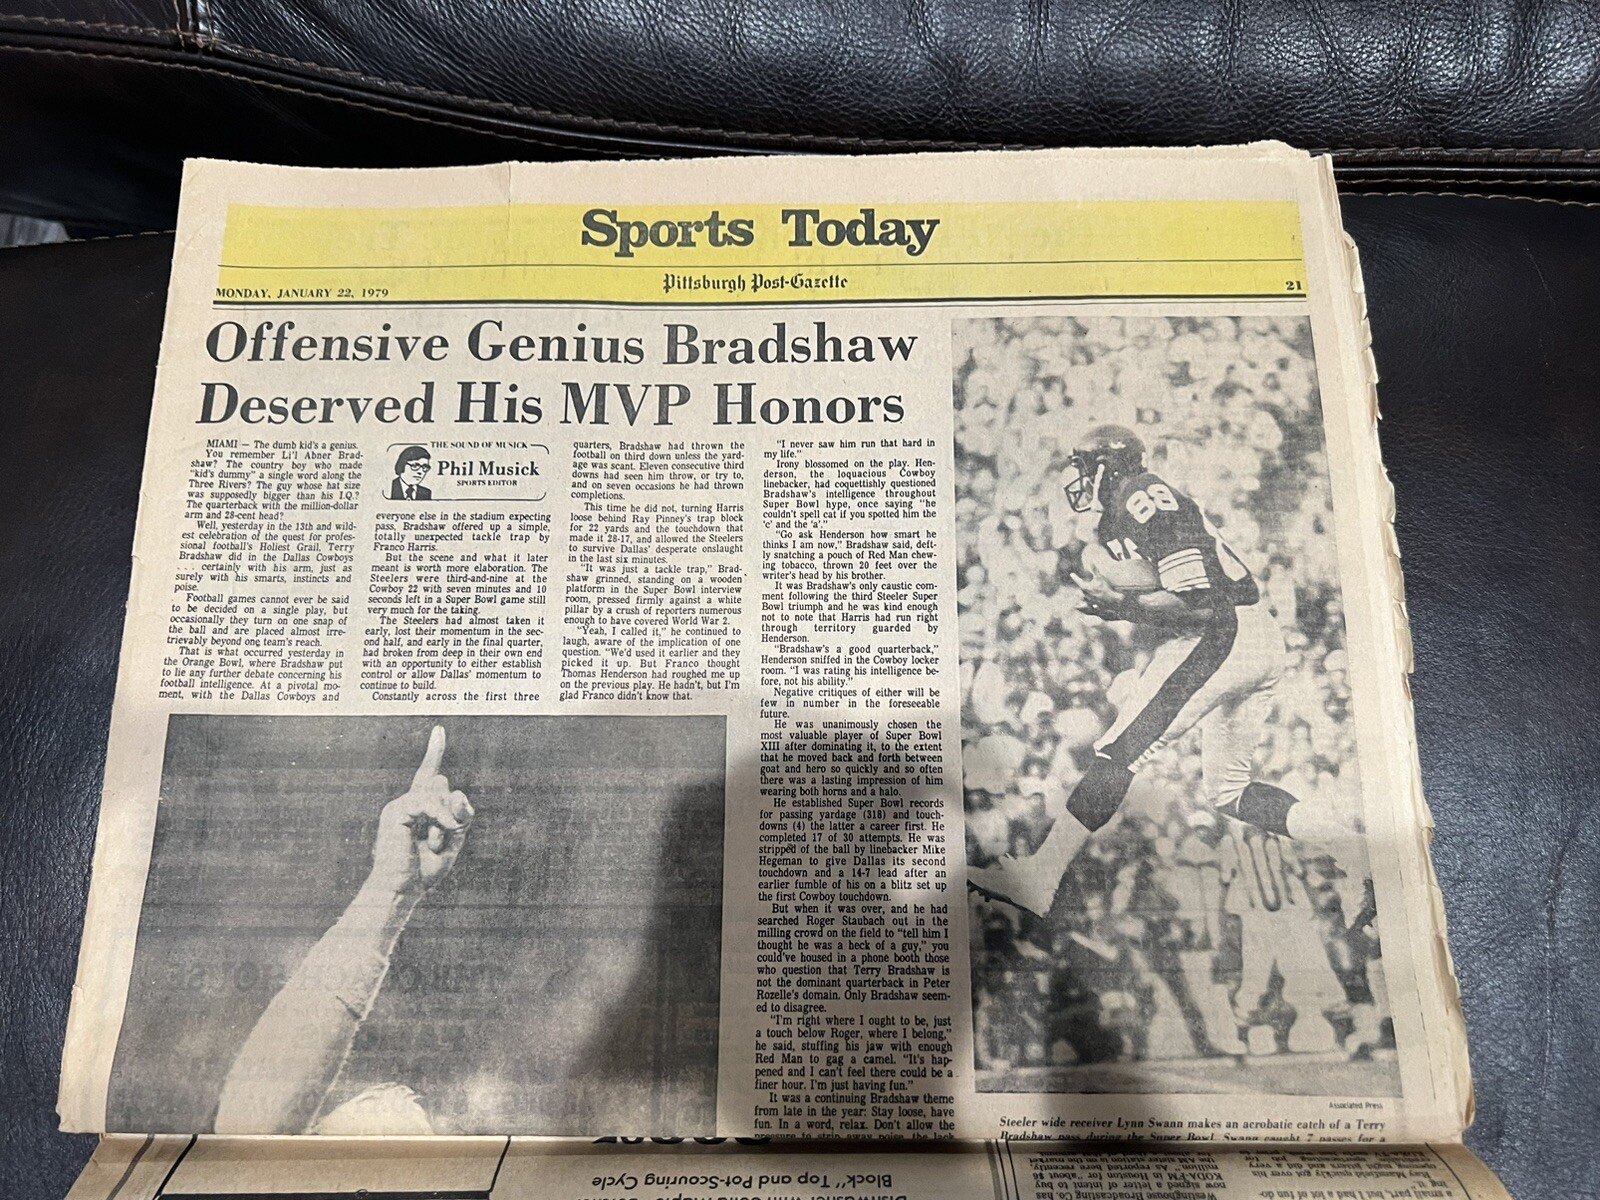 Sports Today
Pittsburgh Post-Gazette
MONDAY, JANUARY 22, 1979
21
Offensive Genius Bradshaw
Deserved His MVP Honors
MIAMI — The dumb kid's a genius.
You remember Li'l Abner Brad-
shaw? The country boy who made
"kid's dummy" a single word along the
Three Rivers? The guy whose hat size
was supposedly bigger than his I.Q.?
The quarterback with the million-dollar
arm and 28-cent head?
Well, yesterday in the 13th and wild-
est celebration of the quest for profes-
sional football's Holiest Grail, Terry
Bradshaw did in the Dallas Cowboys
. . . certainly with his arm, just as
surely with his smarts, instincts and
poise.
Football games cannot ever be said
to be decided on a single play, but
occasionally they turn on one snap of
the ball and are placed almost irre-
trievably beyond one team's reach.
That is what occurred yesterday in
the Orange Bowl, where Bradshaw put
to lie any further debate concerning his
football intelligence. At a pivotal mo-
ment, with the Dallas Cowboys and
THE SOUND OF MUSICK
Phil Musick
SPORTS EDITOR
everyone else in the stadium expecting
pass, Bradshaw offered up a simple,
totally unexpected tackle trap by
Franco Harris.
But the scene and what it later
meant is worth more elaboration. The
Steelers were third-and-nine at the
Cowboy 22 with seven minutes and 10
seconds left in a Super Bowl game still
very much for the taking.
The Steelers had almost taken it
early, lost their momentum in the sec-
ond half, and early in the final quarter,
had broken from deep in their own end
with an opportunity to either establish
control or allow Dallas' momentum to
continue to build.
Constantly across the first three
quarters, Bradshaw had thrown the
football on third down unless the yard-
age was scant. Eleven consecutive third
downs had seen him throw, or try to,
and on seven occasions he had thrown
completions.
This time he did not, turning Harris
loose behind Ray Pinney's trap block
for 22 yards and the touchdown that
made it 28-17, and allowed the Steelers
to survive Dallas' desperate onslaught
in the last six minutes.
"It was just a tackle trap," Brad-
shaw grinned, standing on a wooden
platform in the Super Bowl interview
room, pressed firmly against a white
pillar by a crush of reporters numerous
enough to have covered World War 2.
"Yeah, I called it," he continued to
laugh, aware of the implication of one
question. "We'd used it earlier and they
picked it up. But Franco thought
Thomas Henderson had roughed me up
on the previous play. He hadn't, but I'm
glad Franco didn't know that.
"I never saw him run that hard in
my life."
Irony blossomed on the play. Hen-
derson, the loquacious Cowboy
linebacker, had coquettishly questioned
Bradshaw's intelligence throughout
Super Bowl hype, once saying "he
couldn't spell cat if you spotted him the
'c' and the 'a'."
"Go ask Henderson how smart he
thinks I am now," Bradshaw said, deft-
ly snatching a pouch of Red Man chew-
ing tobacco, thrown 20 feet over the
writer's head by his brother.
It was Bradshaw's only caustic com-
ment following the third Steeler Super
Bowl triumph and he was kind enough
not to note that Harris had run right
through territory guarded by
Henderson.
"Bradshaw's a good quarterback,"
Henderson sniffed in the Cowboy locker
room. "I was rating his intelligence be-
fore, not his ability."
Negative critiques of either will be
few in number in the foreseeable
future.
He was unanimously chosen the
most valuable player of Super Bowl
XIII after dominating it, to the extent
that he moved back and forth between
goat and hero so quickly and so often
there was a lasting impression of him
wearing both horns and a halo.
He established Super Bowl records
for passing yardage (318) and touch-
downs (4) the latter a career first. He
completed 17 of 30 attempts. He was
stripped of the ball by linebacker Mike
Hegeman to give Dallas its second
touchdown and a 14-7 lead after an
earlier fumble of his on a blitz set up
the first Cowboy touchdown.
But when it was over, and he had
searched Roger Staubach out in the
milling crowd on the field to "tell him I
thought he was a heck of a guy," you
could've housed in a phone booth those
who question that Terry Bradshaw is
not the dominant quarterback in Peter
Rozelle's domain. Only Bradshaw seem-
ed to disagree.
"I'm right where I ought to be, just
a touch below Roger, where I belong,"
he said, stuffing his jaw with enough
Red Man to gag a camel. "It's hap-
pened and I can't feel there could be a
finer hour. I'm just having fun."
It was a continuing Bradshaw theme
from late in the year: Stay loose, have
fun. In a word, relax. Don't allow the
pressure to strip away poise, the lack
88
Associated Press
Steeler wide receiver Lynn Swann makes an acrobatic catch of a Terry
Bradshaw pass during the Super Bowl. Swann caught 7 passes for a
Block" Top and Pot-Scouring Cycle
Westinghouse Broadcasting Co. has
now signed a letter of intent to buy
KODA-FM in Houston for "about $6
million." As reported here recently,